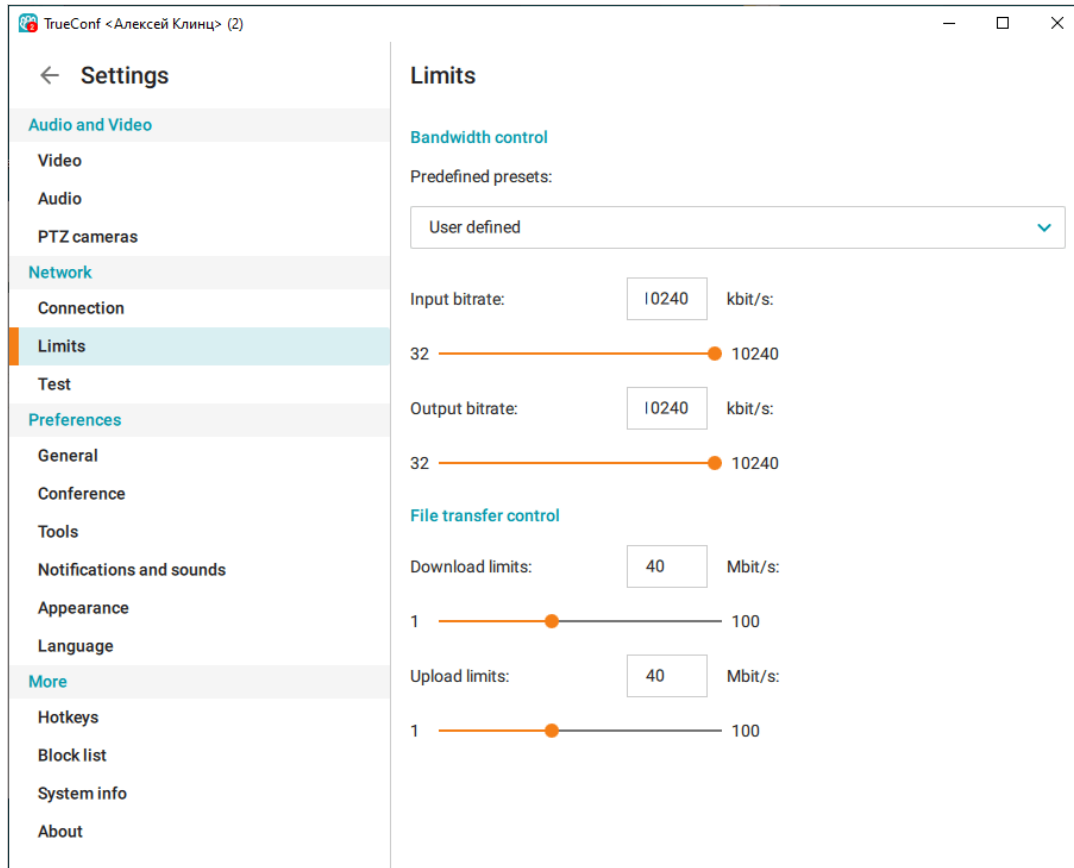 TrueConf <Алексей Клинц> (2)
Settings
Audio and Video
Video
Audio
PTZ cameras
Network
Connection
Limits
Test
Preferences
General
Conference
Tools
Notifications and sounds
Appearance
Language
More
Hotkeys
Block list
System info
About
Limits
Bandwidth control
Predefined presets:
User defined
Input bitrate: 10240 kbit/s:
32 10240
Output bitrate: 10240 kbit/s:
32 10240
File transfer control
Download limits: 40 Mbit/s:
1 100
Upload limits: 40 Mbit/s:
1 100